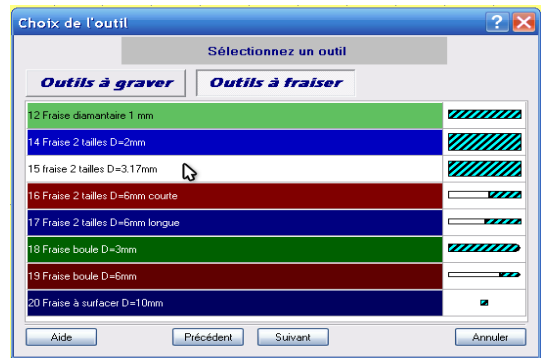 Choix de l'outil
Sélectionnez un outil
Outils à graver Outils à fraiser
12 Fraise diamantaire 1 mm
14 Fraise 2 tailles D=2mm
15 fraise 2 tailles D=3.17mm
16 Fraise 2 tailles D=6mm courte
17 Fraise 2 tailles D=6mm longue
18 Fraise boule D=3mm
19 Fraise boule D=6mm
20 Fraise à surfacer D=10mm
Aide Précédent Suivant Annuler